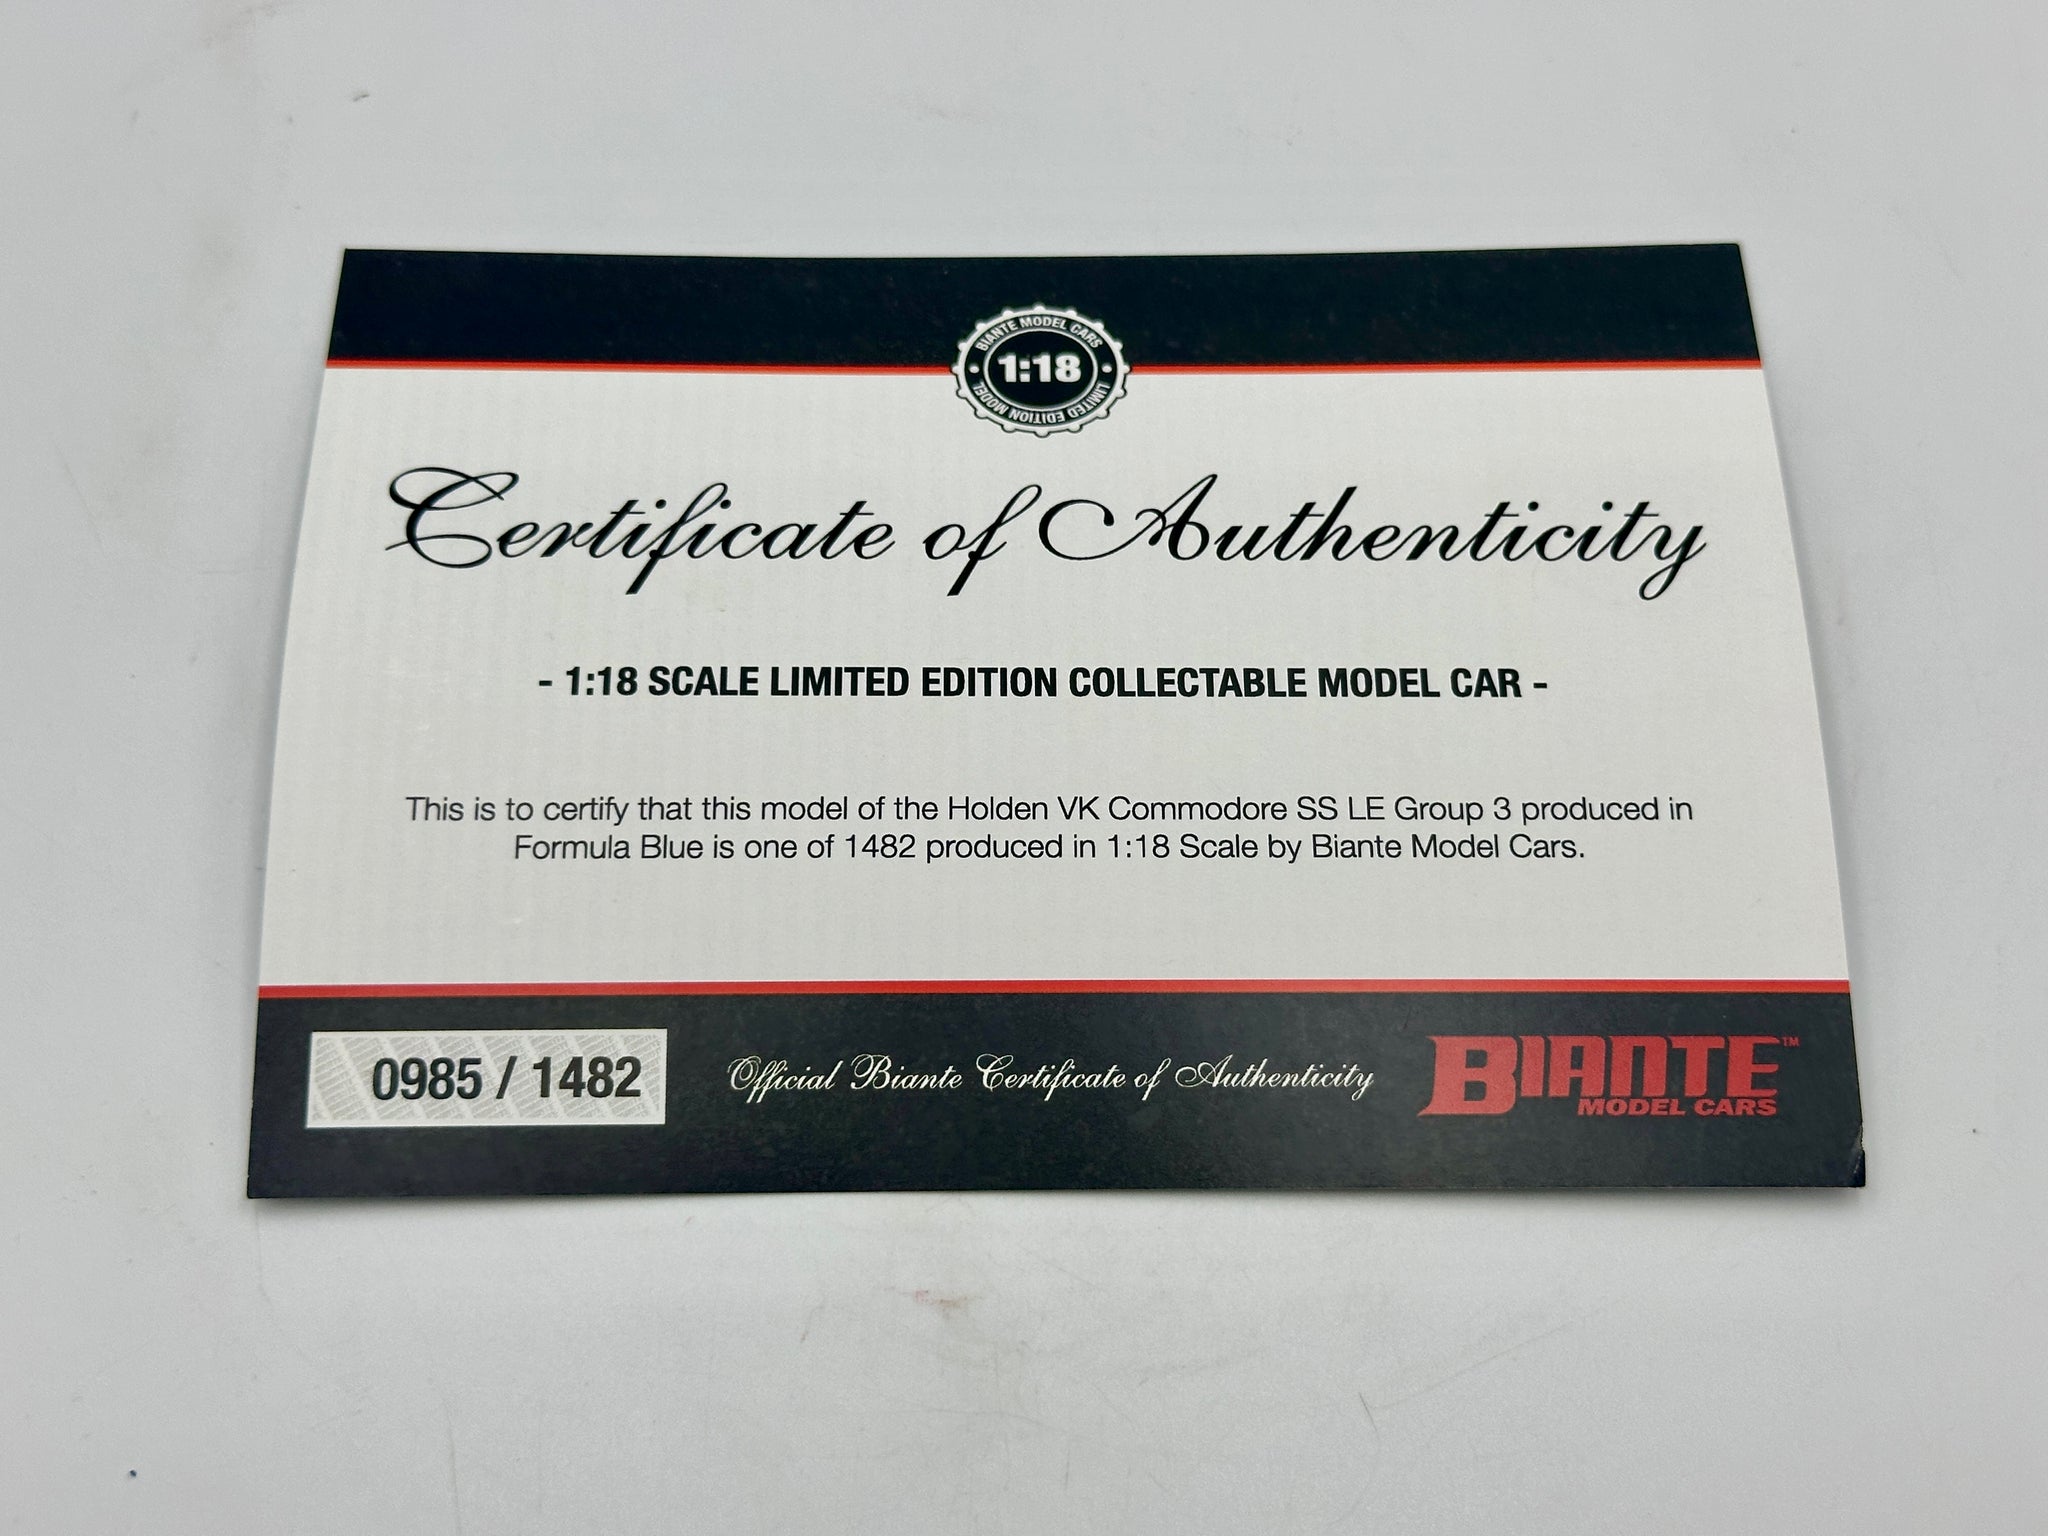 BIANTE MODEL CARS
1:18
LIMITED EDITION MODEL
Certificate of Authenticity
- 1:18 SCALE LIMITED EDITION COLLECTABLE MODEL CAR -
This is to certify that this model of the Holden VK Commodore SS LE Group 3 produced in
Formula Blue is one of 1482 produced in 1:18 Scale by Biante Model Cars.
0985 / 1482
Official Biante Certificate of Authenticity
BIANTE™
MODEL CARS